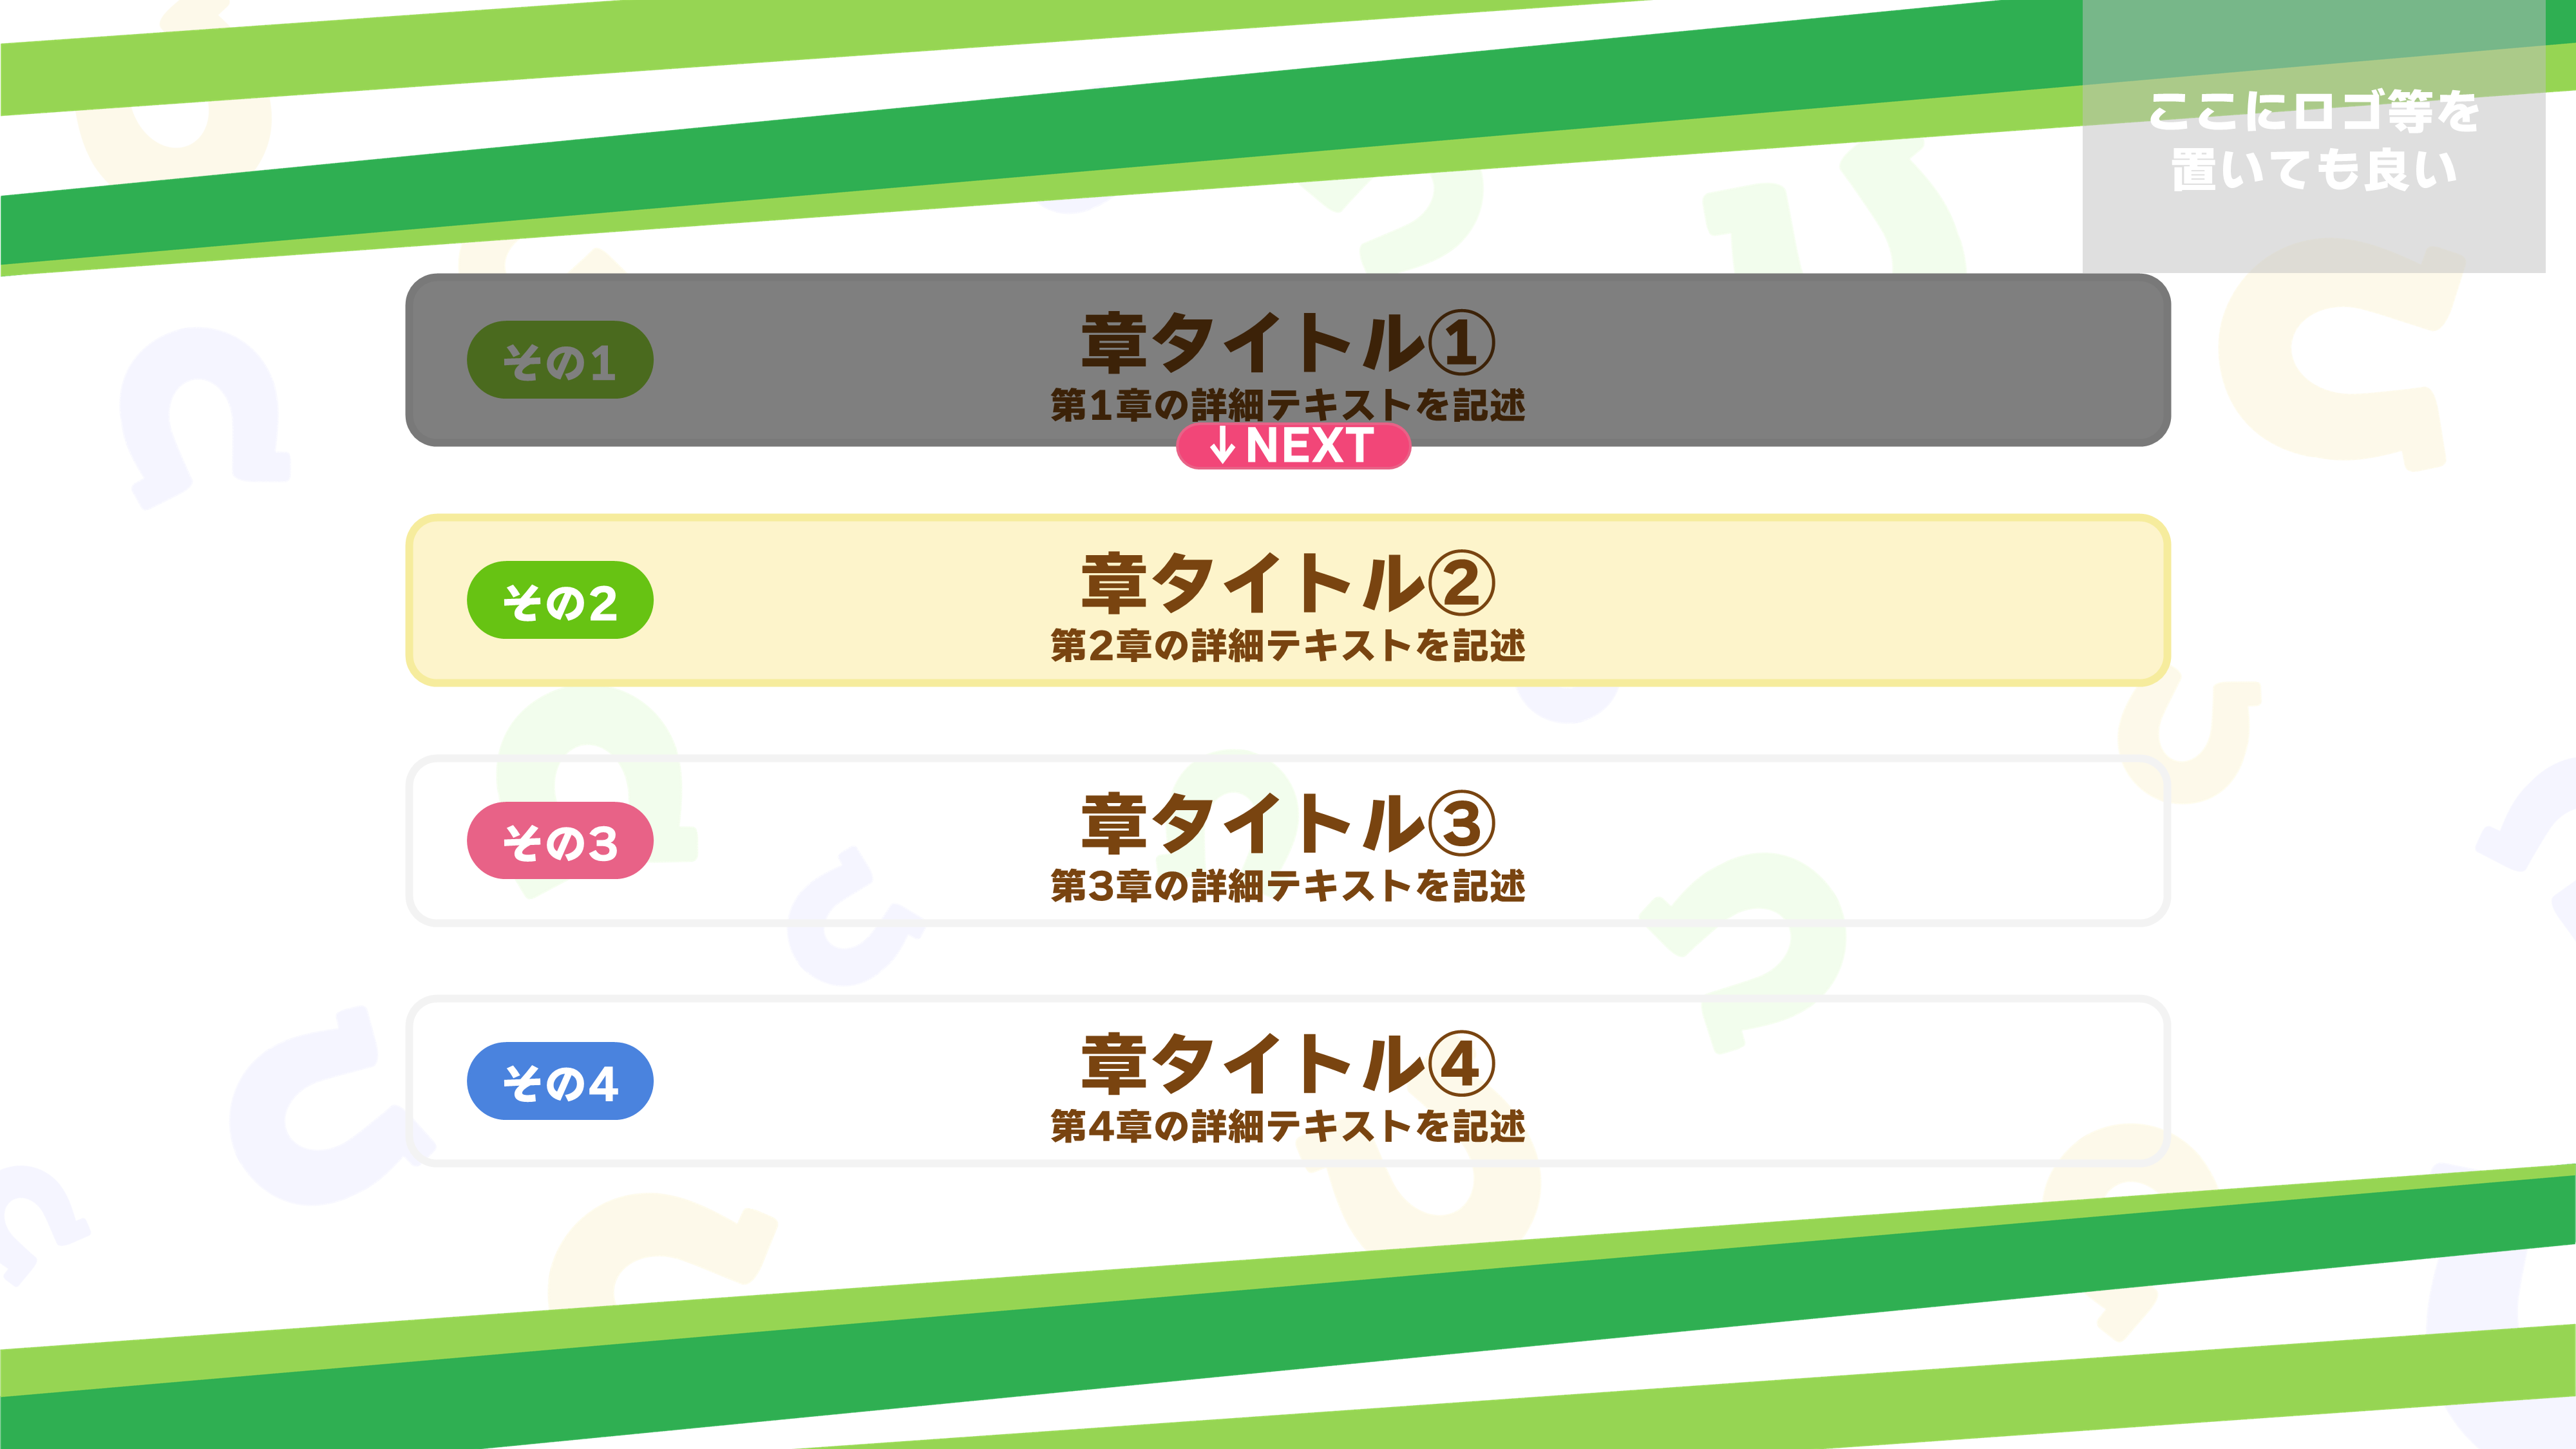 ここにロゴ等を
置いても良い
その1
章タイトル①
第1章の詳細テキストを記述
↓NEXT
その2
章タイトル②
第2章の詳細テキストを記述
その3
章タイトル③
第3章の詳細テキストを記述
その4
章タイトル④
第4章の詳細テキストを記述